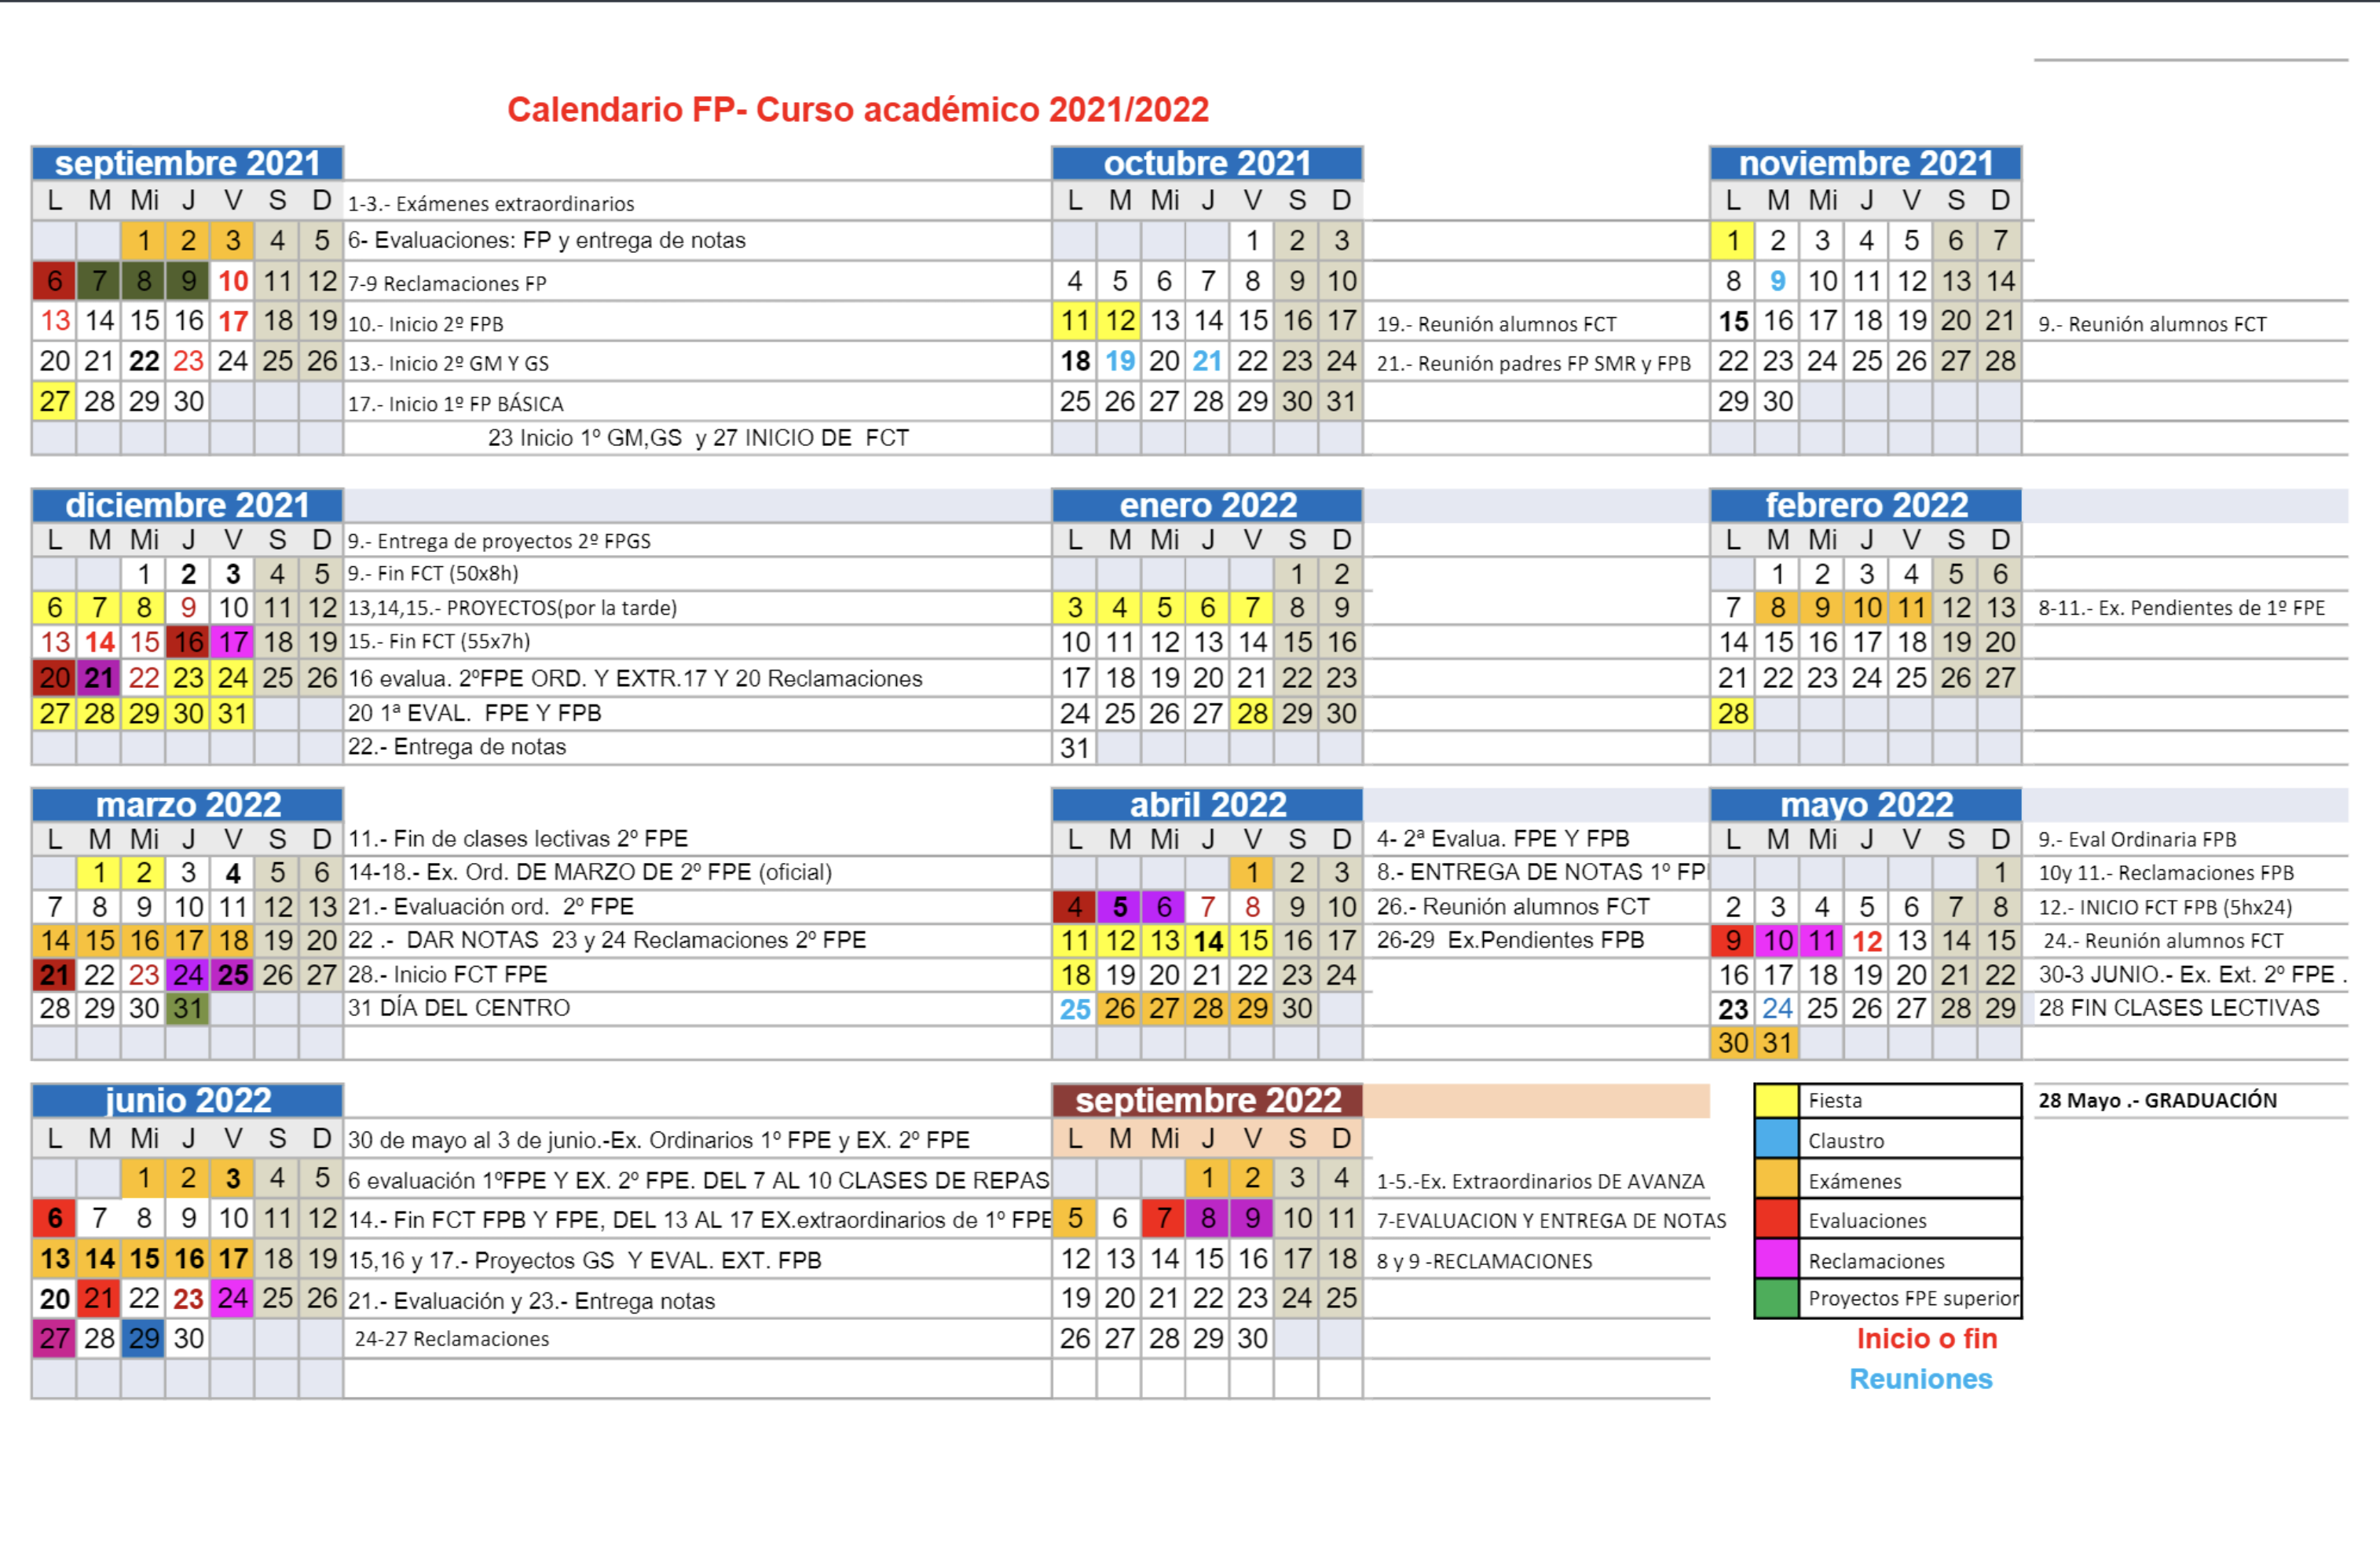 Calendario FP- Curso académico 2021/2022
septiembre 2021
L M Mi J V S D 1-3.- Exámenes extraordinarios
1 2 3 4 5 6- Evaluaciones: FP y entrega de notas
6 7 8 9 10 11 12 7-9 Reclamaciones FP
13 14 15 16 17 18 19 10.- Inicio 2º FPB
20 21 22 23 24 25 26 13.- Inicio 2º GM Y GS
27 28 29 30 17.- Inicio 1º FP BÁSICA
23 Inicio 1º GM,GS y 27 INICIO DE FCT
octubre 2021
L M Mi J V S D
1 2 3
4 5 6 7 8 9 10
11 12 13 14 15 16 17 19.- Reunión alumnos FCT
18 19 20 21 22 23 24 21.- Reunión padres FP SMR y FPB
25 26 27 28 29 30 31
noviembre 2021
L M Mi J V S D
1 2 3 4 5 6 7
8 9 10 11 12 13 14
15 16 17 18 19 20 21 9.- Reunión alumnos FCT
22 23 24 25 26 27 28
29 30
diciembre 2021
L M Mi J V S D 9.- Entrega de proyectos 2º FPGS
1 2 3 4 5 9.- Fin FCT (50x8h)
6 7 8 9 10 11 12 13,14,15.- PROYECTOS(por la tarde)
13 14 15 16 17 18 19 15.- Fin FCT (55x7h)
20 21 22 23 24 25 26 16 evalua. 2ºFPE ORD. Y EXTR.17 Y 20 Reclamaciones
27 28 29 30 31 20 1ª EVAL. FPE Y FPB
22.- Entrega de notas
enero 2022
L M Mi J V S D
1 2
3 4 5 6 7 8 9
10 11 12 13 14 15 16
17 18 19 20 21 22 23
24 25 26 27 28 29 30
31
febrero 2022
L M Mi J V S D
1 2 3 4 5 6
7 8 9 10 11 12 13 8-11.- Ex. Pendientes de 1º FPE
14 15 16 17 18 19 20
21 22 23 24 25 26 27
28
marzo 2022
L M Mi J V S D 11.- Fin de clases lectivas 2º FPE
1 2 3 4 5 6 14-18.- Ex. Ord. DE MARZO DE 2º FPE (oficial)
7 8 9 10 11 12 13 21.- Evaluación ord. 2º FPE
14 15 16 17 18 19 20 22 .- DAR NOTAS 23 y 24 Reclamaciones 2º FPE
21 22 23 24 25 26 27 28.- Inicio FCT FPE
28 29 30 31 31 DÍA DEL CENTRO
abril 2022
L M Mi J V S D 4- 2ª Evalua. FPE Y FPB
1 2 3 8.- ENTREGA DE NOTAS 1º FP
4 5 6 7 8 9 10 26.- Reunión alumnos FCT
11 12 13 14 15 16 17 26-29 Ex.Pendientes FPB
18 19 20 21 22 23 24
25 26 27 28 29 30
mayo 2022
L M Mi J V S D 9.- Eval Ordinaria FPB
1 10y 11.- Reclamaciones FPB
2 3 4 5 6 7 8 12.- INICIO FCT FPB (5hx24)
9 10 11 12 13 14 15 24.- Reunión alumnos FCT
16 17 18 19 20 21 22 30-3 JUNIO.- Ex. Ext. 2º FPE .
23 24 25 26 27 28 29 28 FIN CLASES LECTIVAS
30 31
junio 2022
L M Mi J V S D 30 de mayo al 3 de junio.-Ex. Ordinarios 1º FPE y EX. 2º FPE
1 2 3 4 5 6 evaluación 1ºFPE Y EX. 2º FPE. DEL 7 AL 10 CLASES DE REPAS
6 7 8 9 10 11 12 14.- Fin FCT FPB Y FPE, DEL 13 AL 17 EX.extraordinarios de 1º FPE
13 14 15 16 17 18 19 15,16 y 17.- Proyectos GS Y EVAL. EXT. FPB
20 21 22 23 24 25 26 21.- Evaluación y 23.- Entrega notas
27 28 29 30 24-27 Reclamaciones
septiembre 2022
L M Mi J V S D
1 2 3 4 1-5.-Ex. Extraordinarios DE AVANZA
5 6 7 8 9 10 11 7-EVALUACION Y ENTREGA DE NOTAS
12 13 14 15 16 17 18 8 y 9 -RECLAMACIONES
19 20 21 22 23 24 25
26 27 28 29 30
Fiesta
Claustro
Exámenes
Evaluaciones
Reclamaciones
Proyectos FPE superior
Inicio o fin
Reuniones
28 Mayo .- GRADUACIÓN